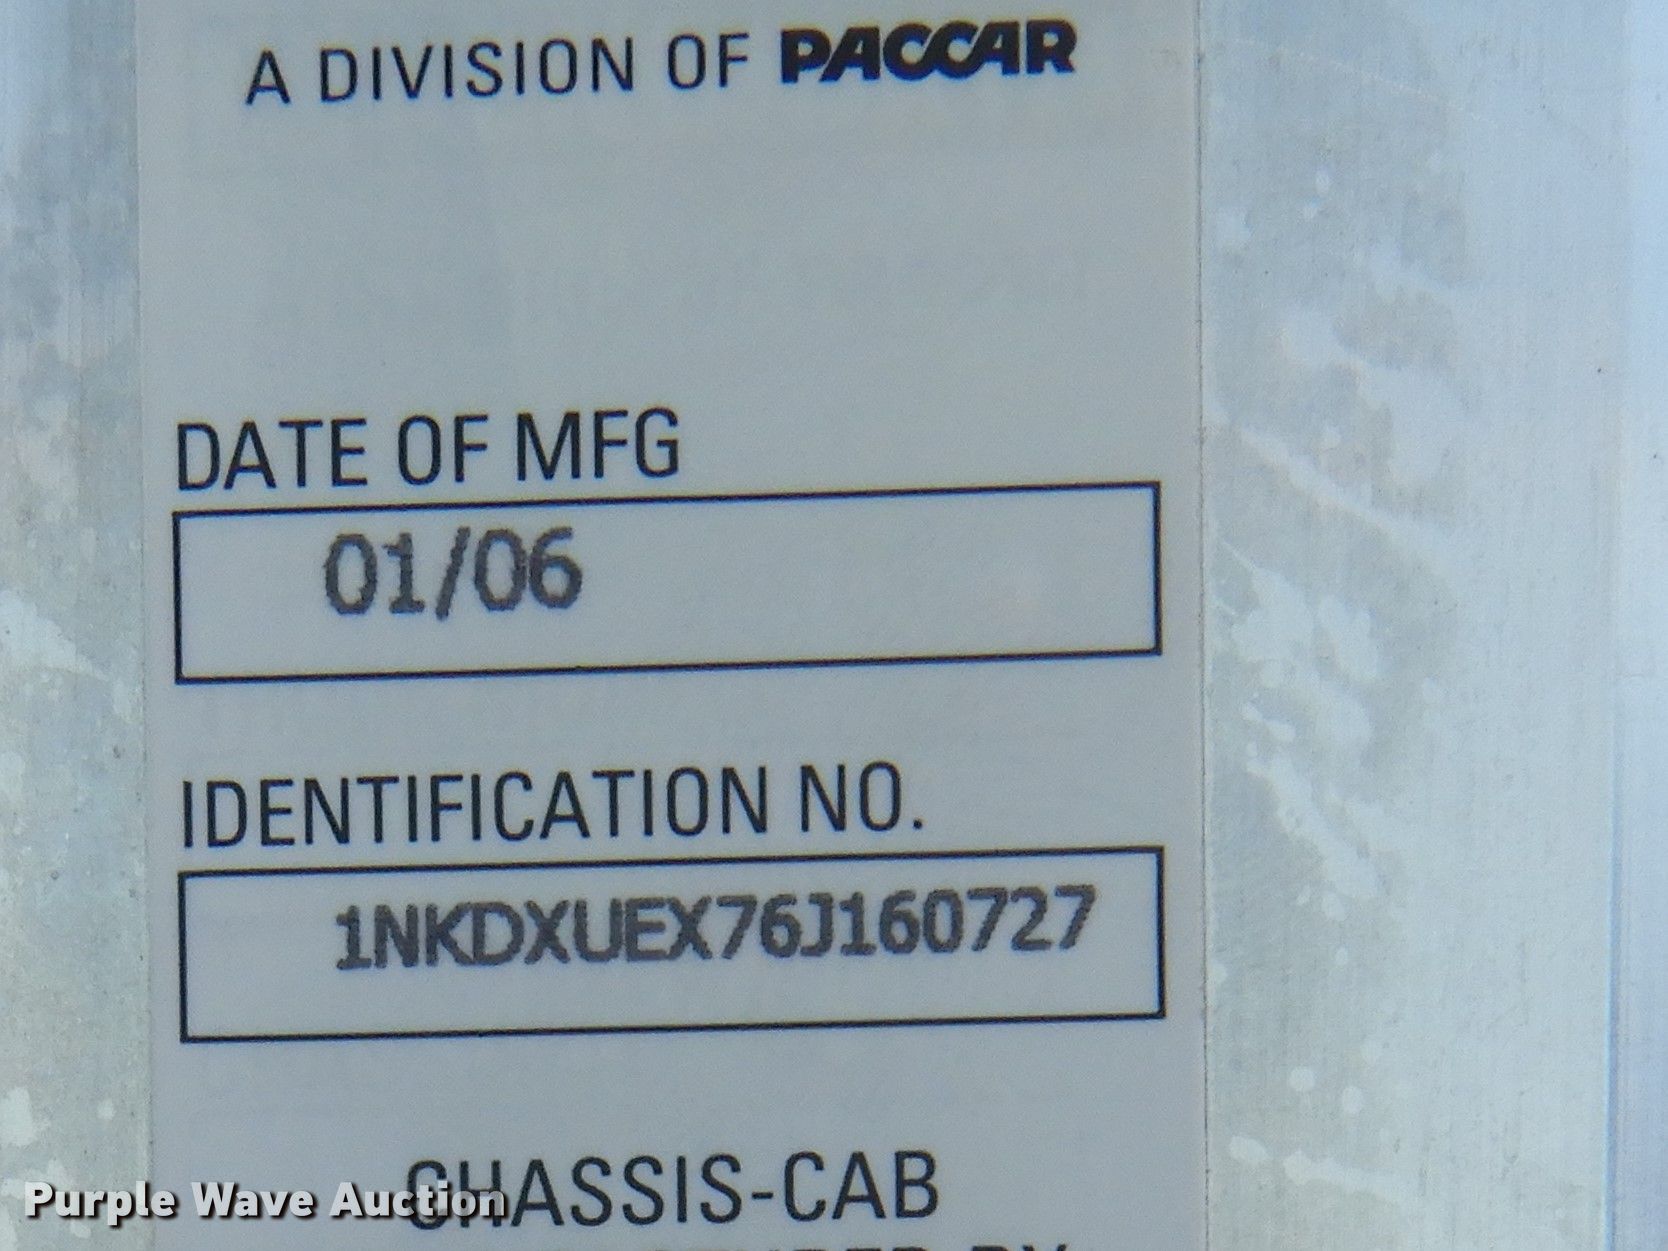 A DIVISION OF PACCAR
DATE OF MFG
01/06
IDENTIFICATION NO.
1NKDXUEX76J160727
CHASSIS-CAB
Purple Wave Auction